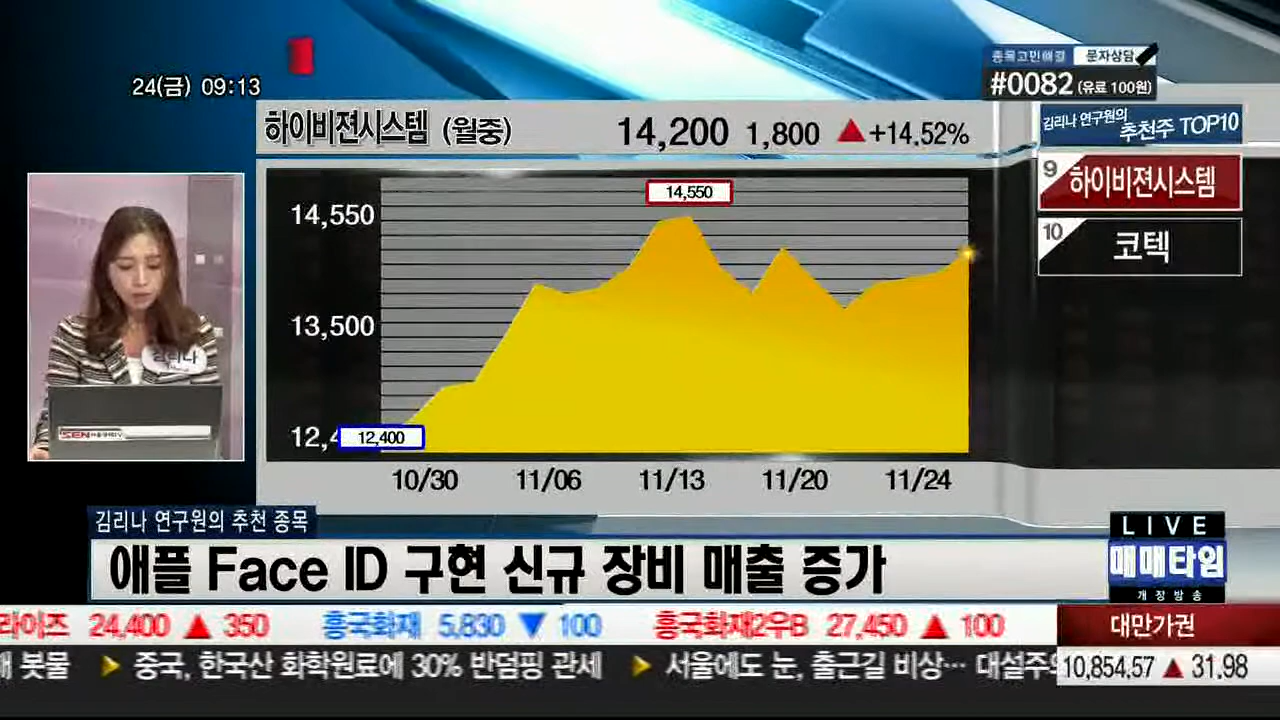 종목고민해결 문자상담
24(금) 09:13
#0082 (유료 100원)
하이비젼시스템 (월중) 14,200 1,800 ▲+14.52%
김리나 연구원의 추천주 TOP10
9 하이비젼시스템
10 코텍
14,550
14,550
13,500
12,4
12,400
10/30 11/06 11/13 11/20 11/24
김리나
SEN
김리나 연구원의 추천 종목
애플 Face ID 구현 신규 장비 매출 증가
LIVE
매매타임
개장방송
라이즈 24,400 ▲ 350 흥국화재 5,830 ▼ 100 흥국화재2우B 27,450 ▲ 100
대만가권
봇물 ▶ 중국, 한국산 화학원료에 30% 반덤핑 관세 ▶ 서울에도 눈, 출근길 비상… 대설주의
10,854.57 ▲ 31.98